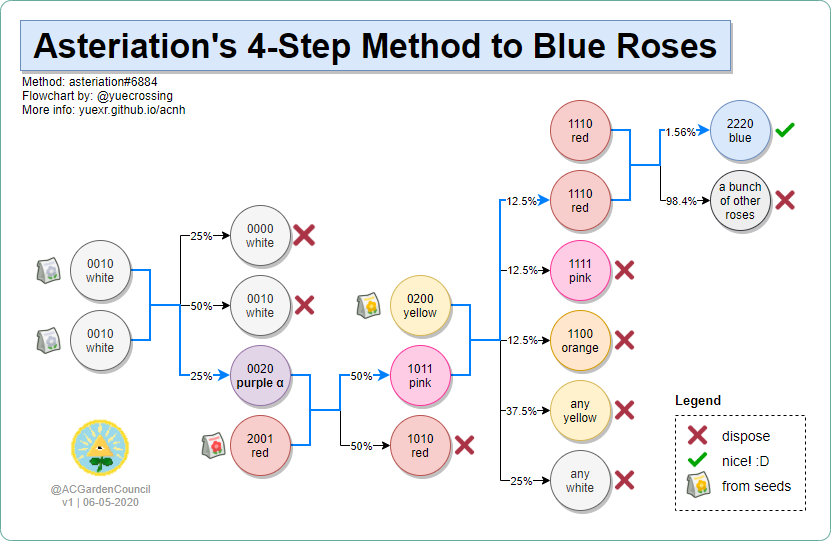 Asteriation's 4-Step Method to Blue Roses
Method: asteriation#6884
Flowchart by: @yuecrossing
More info: yuexr.github.io/acnh
0010
white
0010
white
25%
0000
white
50%
0010
white
25%
0020
purple α
2001
red
50%
1011
pink
50%
1010
red
0200
yellow
12.5%
1110
red
12.5%
1111
pink
12.5%
1100
orange
37.5%
any
yellow
25%
any
white
1110
red
1.56%
2220
blue
98.4%
a bunch
of other
roses
Legend
dispose
nice! :D
from seeds
@ACGardenCouncil
v1 | 06-05-2020